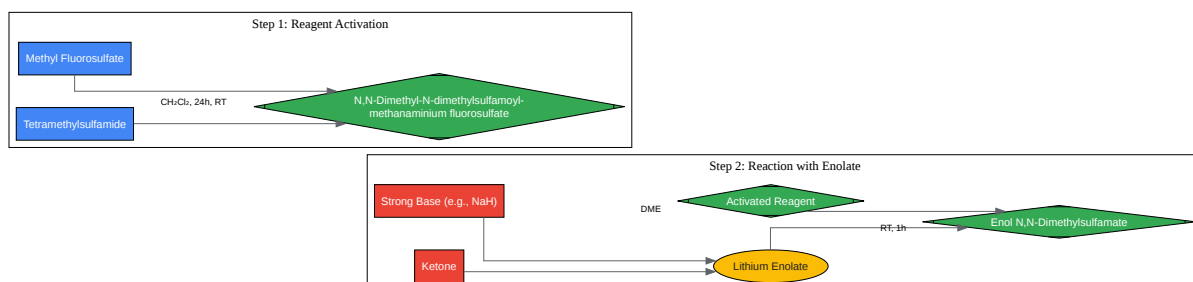 Step 1: Reagent Activation
Methyl Fluorosulfate
CH₂Cl₂, 24h, RT
N,N-Dimethyl-N-dimethylsulfamoyl-
methanaminium fluorosulfate
Tetramethylsulfamide
Step 2: Reaction with Enolate
Strong Base (e.g., NaH)
DME
Activated Reagent
Enol N,N-Dimethylsulfamate
RT, 1h
Ketone
Lithium Enolate